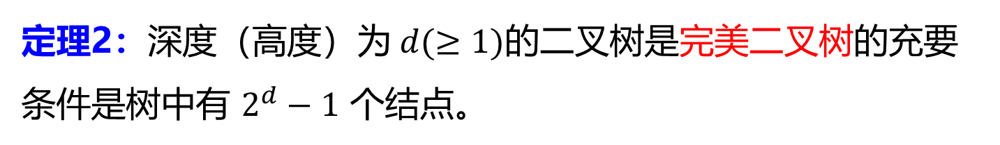 定理2：深度（高度）为 d(≥ 1)的二叉树是完美二叉树的充要
条件是树中有 2^d − 1 个结点。